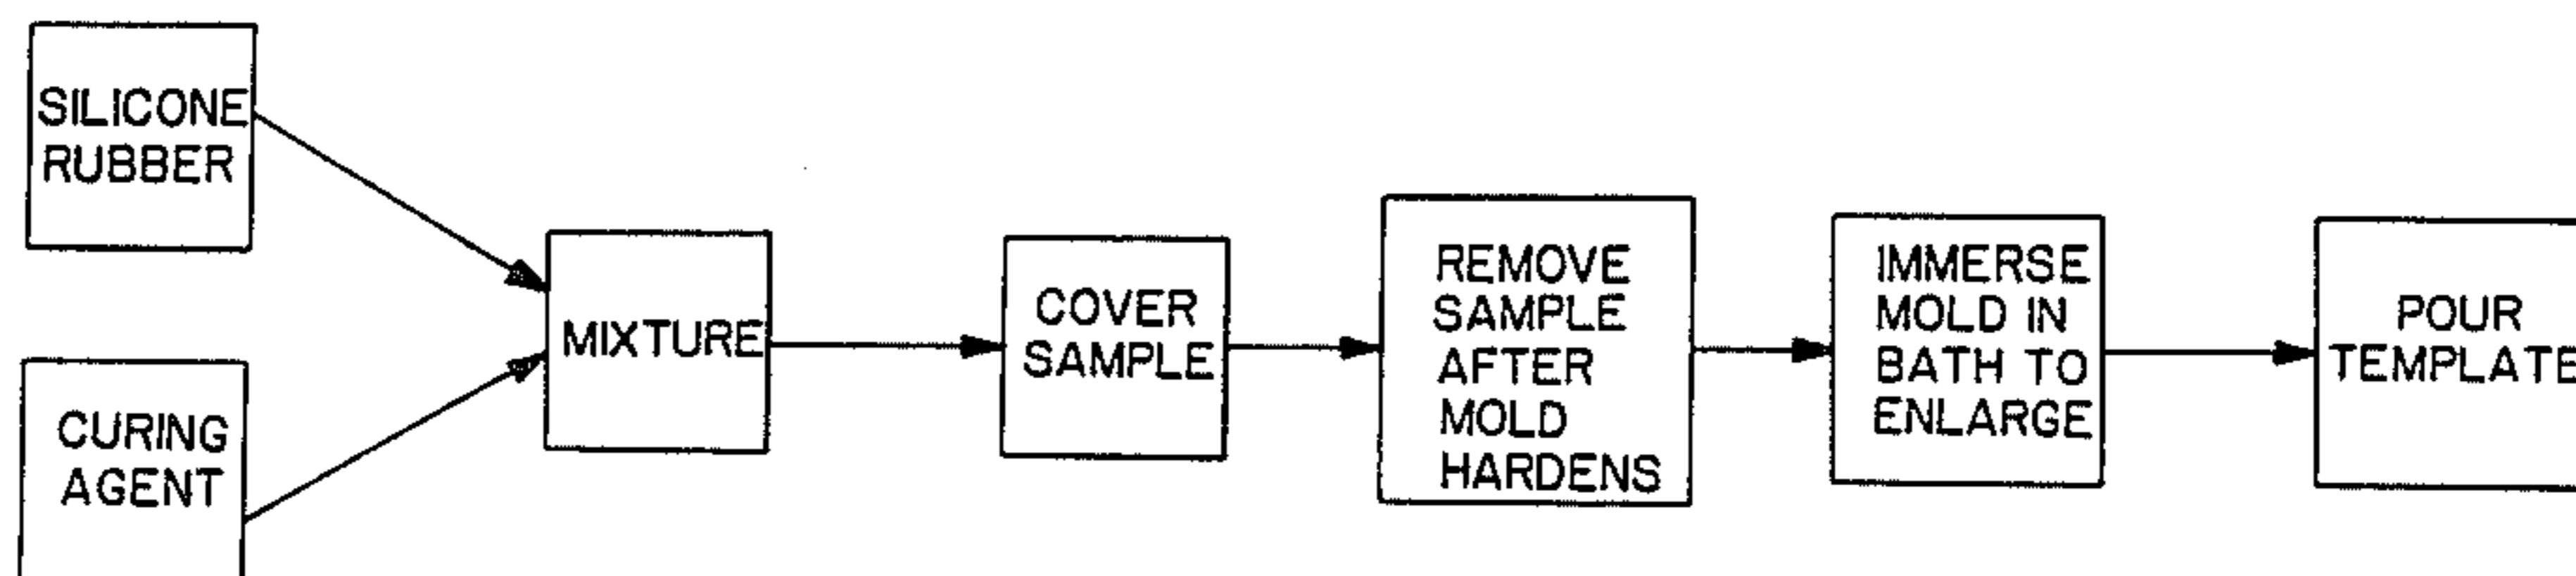 SILICONE
RUBBER
CURING
AGENT
MIXTURE
COVER
SAMPLE
REMOVE
SAMPLE
AFTER
MOLD
HARDENS
IMMERSE
MOLD IN
BATH TO
ENLARGE
POUR
TEMPLATE